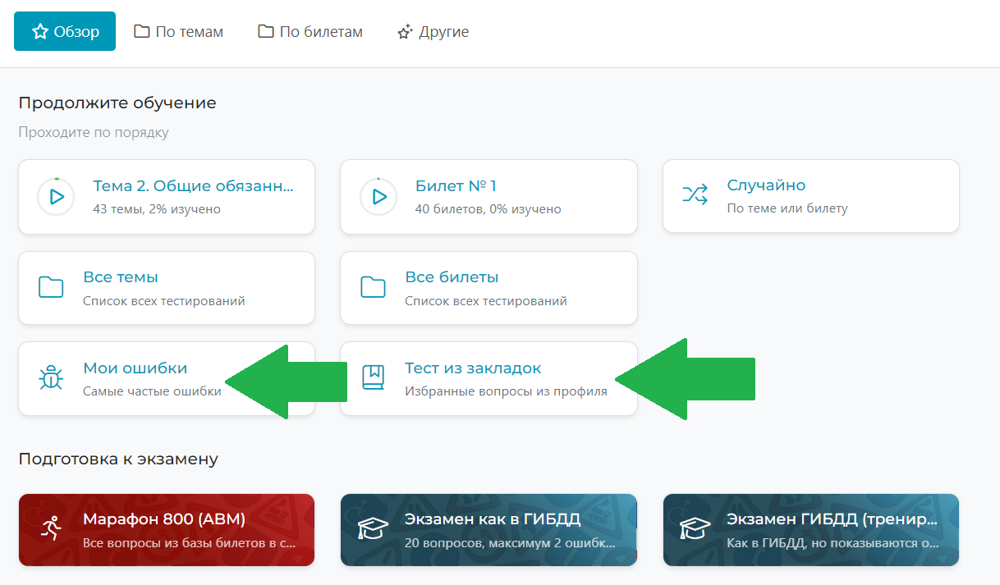 Обзор По темам По билетам Другие
Продолжите обучение
Проходите по порядку
Тема 2. Общие обязанн...
43 темы, 2% изучено
Билет № 1
40 билетов, 0% изучено
Случайно
По теме или билету
Все темы
Список всех тестирований
Все билеты
Список всех тестирований
Мои ошибки
Самые частые ошибки
Тест из закладок
Избранные вопросы из профиля
Подготовка к экзамену
Марафон 800 (ABM)
Все вопросы из базы билетов в с...
Экзамен как в ГИБДД
20 вопросов, максимум 2 ошибк...
Экзамен ГИБДД (тренир...
Как в ГИБДД, но показываются о...